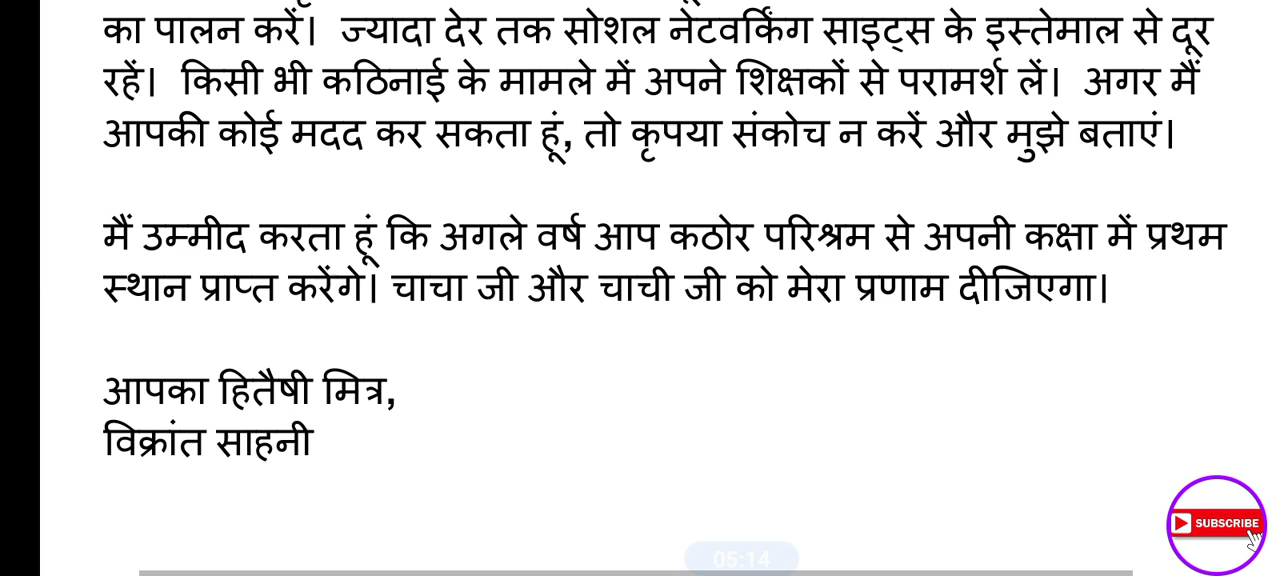 का पालन करें। ज्यादा देर तक सोशल नेटवर्किंग साइट्स के इस्तेमाल से दूर
रहें। किसी भी कठिनाई के मामले में अपने शिक्षकों से परामर्श लें। अगर मैं
आपकी कोई मदद कर सकता हूं, तो कृपया संकोच न करें और मुझे बताएं।
मैं उम्मीद करता हूं कि अगले वर्ष आप कठोर परिश्रम से अपनी कक्षा में प्रथम
स्थान प्राप्त करेंगे। चाचा जी और चाची जी को मेरा प्रणाम दीजिएगा।
आपका हितैषी मित्र,
विक्रांत साहनी
SUBSCRIBE
05:14